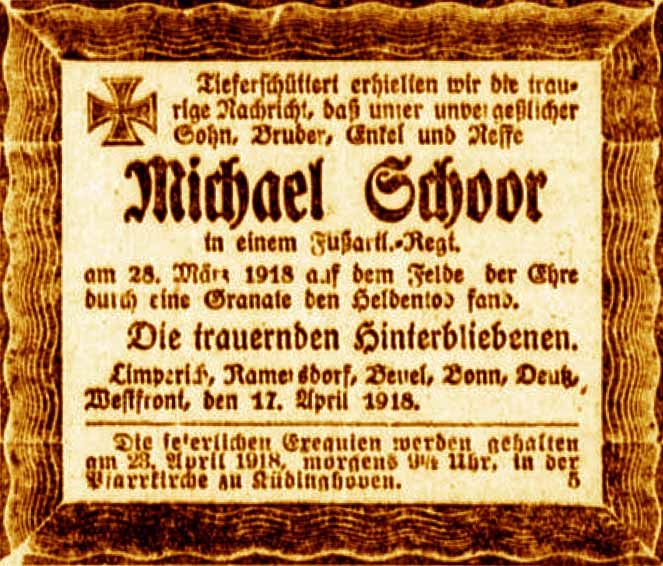 Tieferschüttert erhielten wir die trau-
rige Nachricht, daß unser unvergeßlicher
Sohn, Bruder, Enkel und Neffe
Michael Schoor
in einem Fußartl.-Regt.
am 28. März 1918 auf dem Felde der Ehre
durch eine Granate den Heldentod fand.
Die trauernden Hinterbliebenen.
Limperich, Ramersdorf, Beuel, Bonn, Deutz,
Westfront, den 17. April 1918.
Die feierlichen Exequien werden gehalten
am 23. April 1918, morgens 9½ Uhr, in der
Pfarrkirche zu Küdinghoven. 5